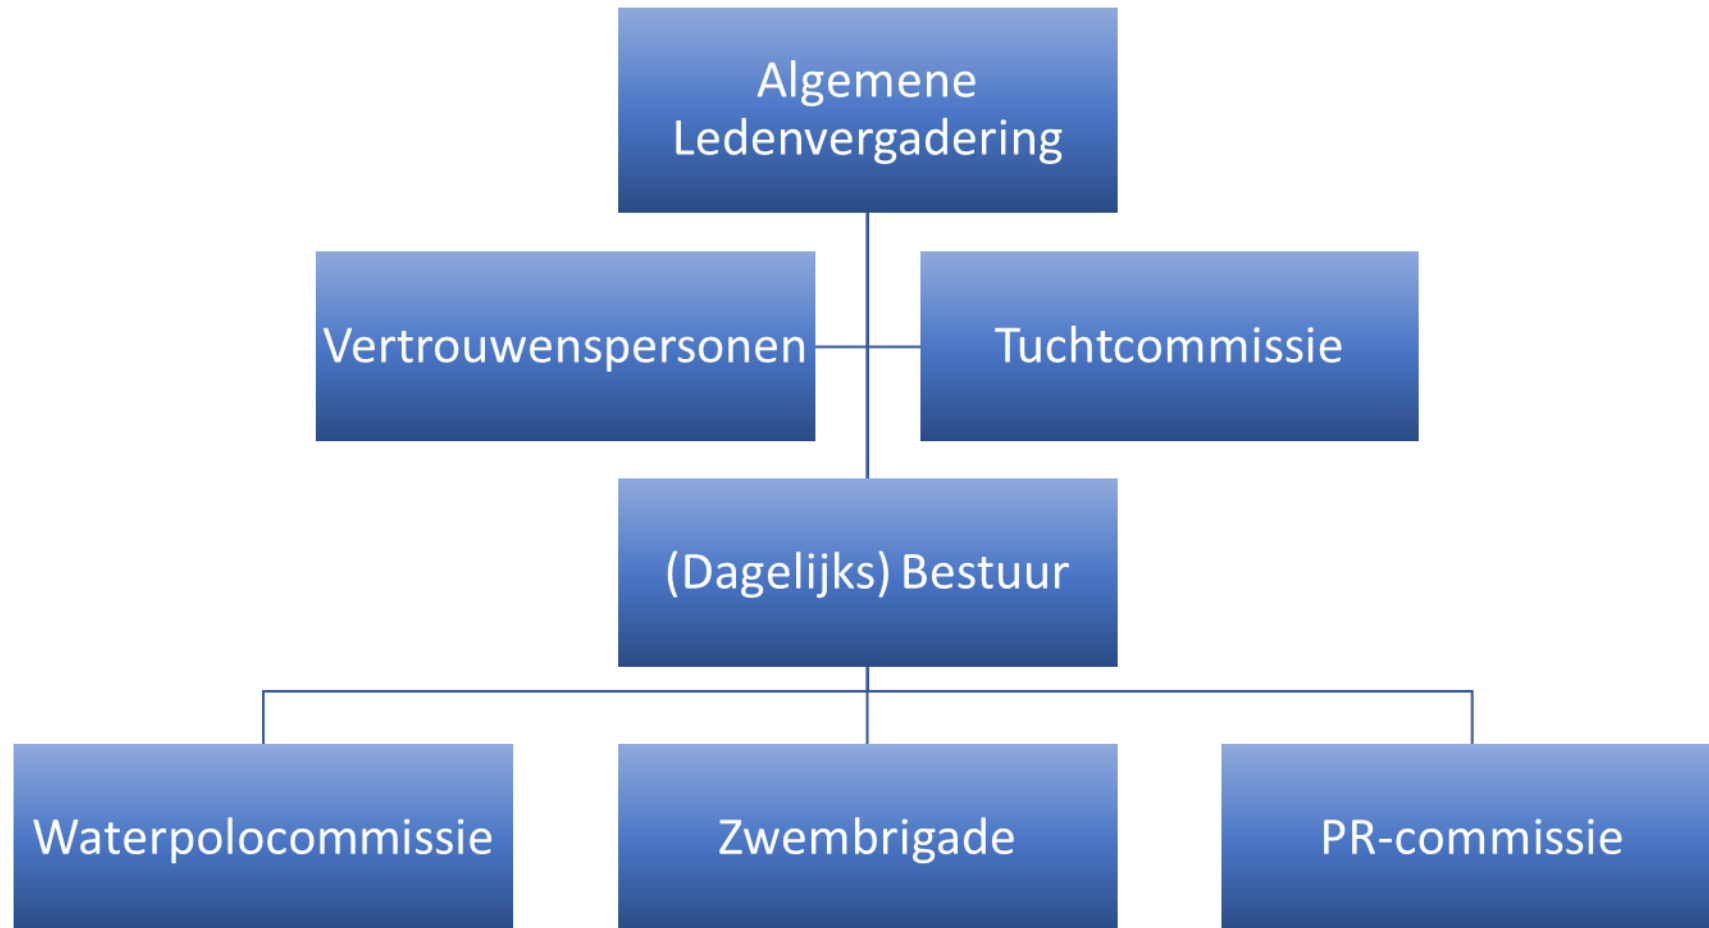 Algemene
Ledenvergadering
Vertrouwenspersonen
Tuchtcommissie
(Dagelijks) Bestuur
Waterpolocommissie
Zwembrigade
PR-commissie